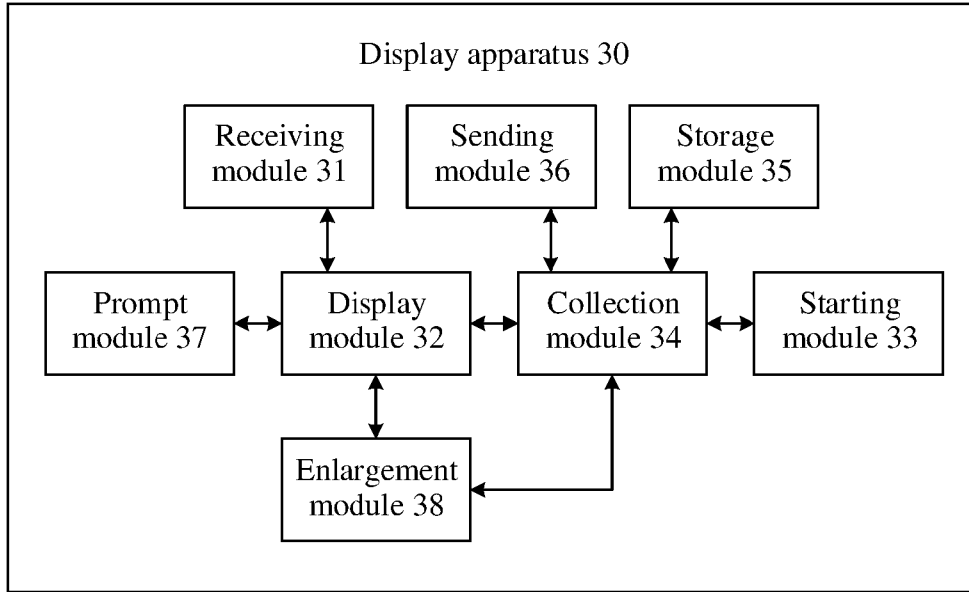 Display apparatus 30
Receiving
module 31
Sending
module 36
Storage
module 35
Prompt
module 37
Display
module 32
Collection
module 34
Starting
module 33
Enlargement
module 38